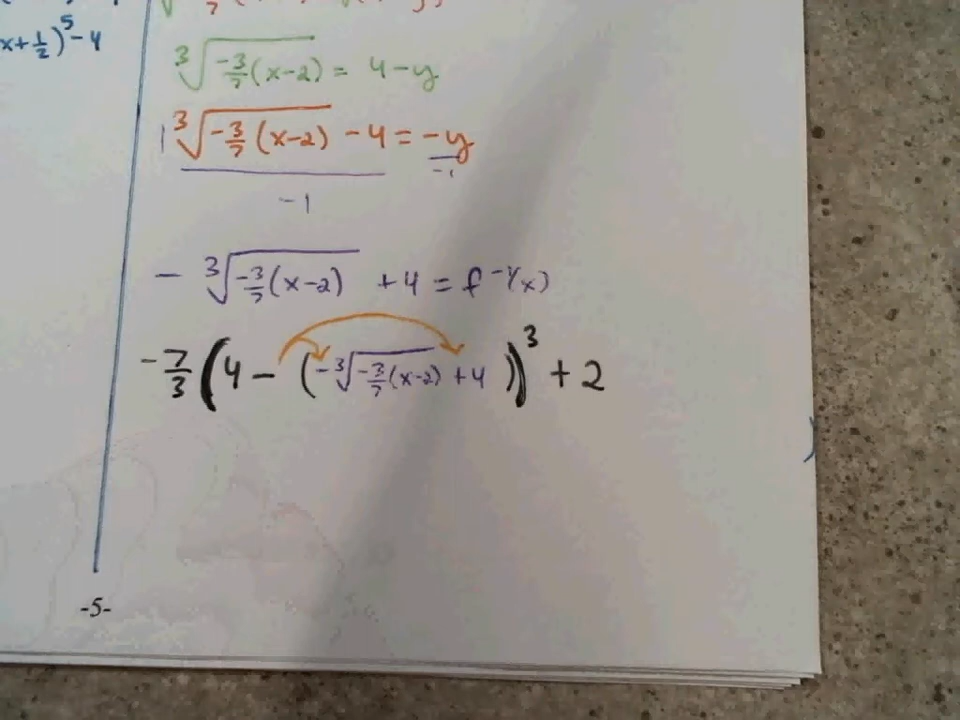 x+1/2)^5-4
∛(-3/7(x-2)) = 4-y
1∛(-3/7(x-2)) -4 = -y
-1 -1
- ∛(-3/7(x-2)) +4 = f^-1(x)
-7/3(4-(-∛(-3/7(x-2)) +4))^3+2
-5-